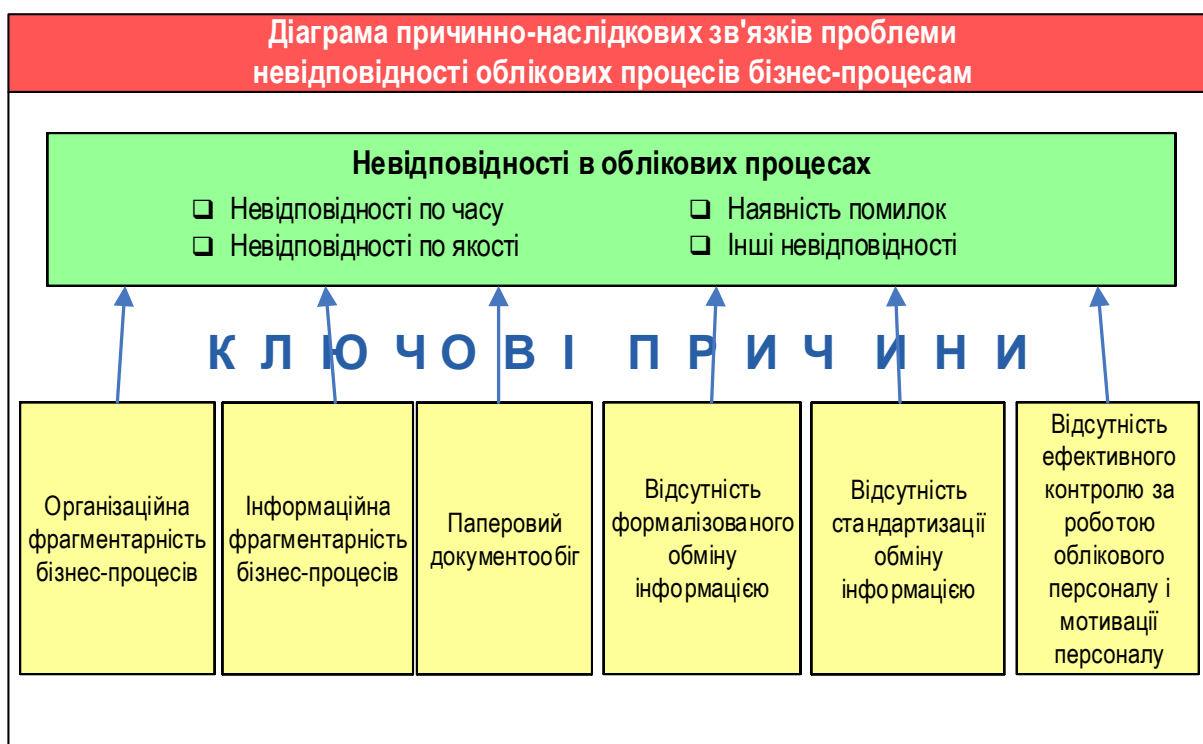 Діаграма причинно-наслідкових зв'язків проблеми
невідповідності облікових процесів бізнес-процесам
Невідповідності в облікових процесах
Невідповідності по часу
Невідповідності по якості
Наявність помилок
Інші невідповідності
КЛЮЧОВІ ПРИЧИНИ
Організаційна
фрагментарність
бізнес-процесів
Інформаційна
фрагментарність
бізнес-процесів
Паперовий
документообіг
Відсутність
формалізованого
обміну
інформацією
Відсутність
стандартизації
обміну
інформацією
Відсутність
ефективного
контролю за
роботою
облікового
персоналу і
мотивації
персоналу